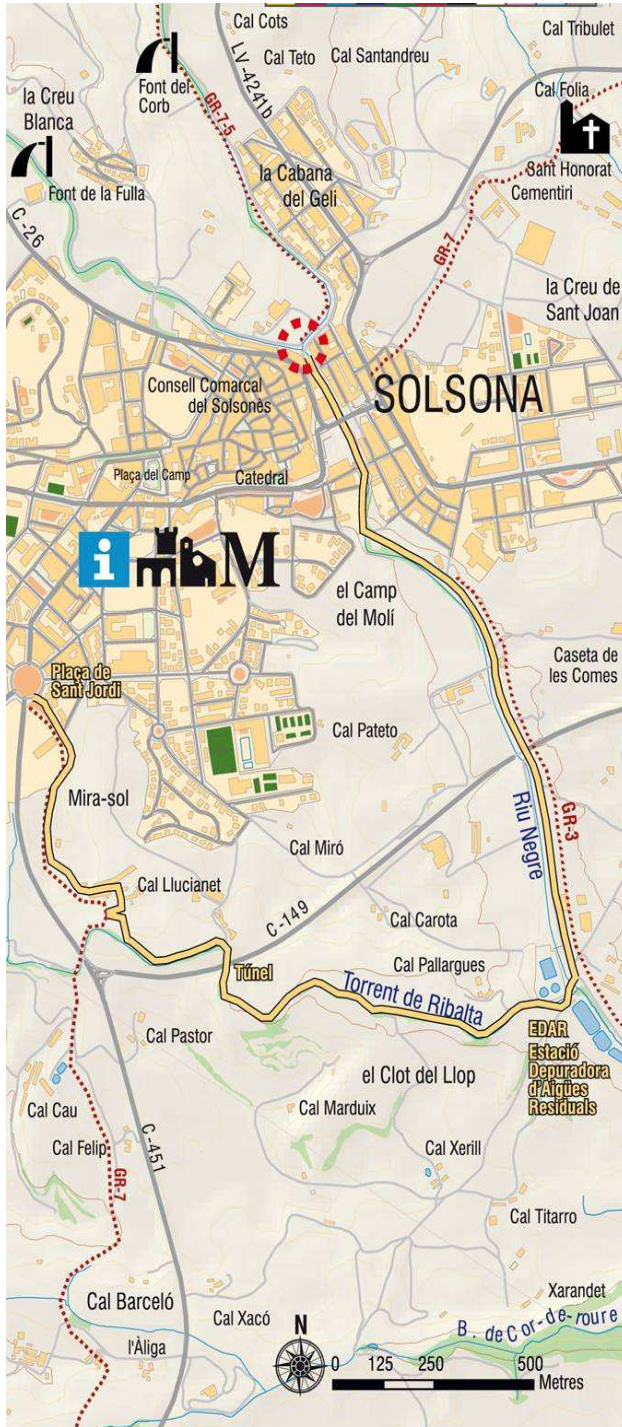 Cal Cots
Cal Tribulet
Cal Teto
Cal Santandreu
LV-4241b
Font del
Corb
GR-7.5
Cal Folia
la Creu
Blanca
Font de la Fulla
la Cabana
del Geli
Sant Honorat
Cementiri
C-26
GR-7
la Creu de
Sant Joan
Consell Comarcal
del Solsonès
SOLSONA
Plaça del Camp
Catedral
i
M
el Camp
del Molí
Plaça de
Sant Jordi
Caseta de
les Comes
Cal Pateto
Mira-sol
Riu Negre
GR-3
Cal Miró
Cal Llucianet
C-149
Cal Carota
Túnel
Cal Pallargues
Torrent de Ribalta
EDAR
Estació
Depuradora
d'Aigües
Residuals
Cal Pastor
el Clot del Llop
Cal Marduix
Cal Cau
Cal Felip
C-451
Cal Xerill
GR-7
Cal Titarro
Xarandet
Cal Barceló
Cal Xacó
B. de Cor-de-roure
l'Àliga
N
0 125 250 500
Metres